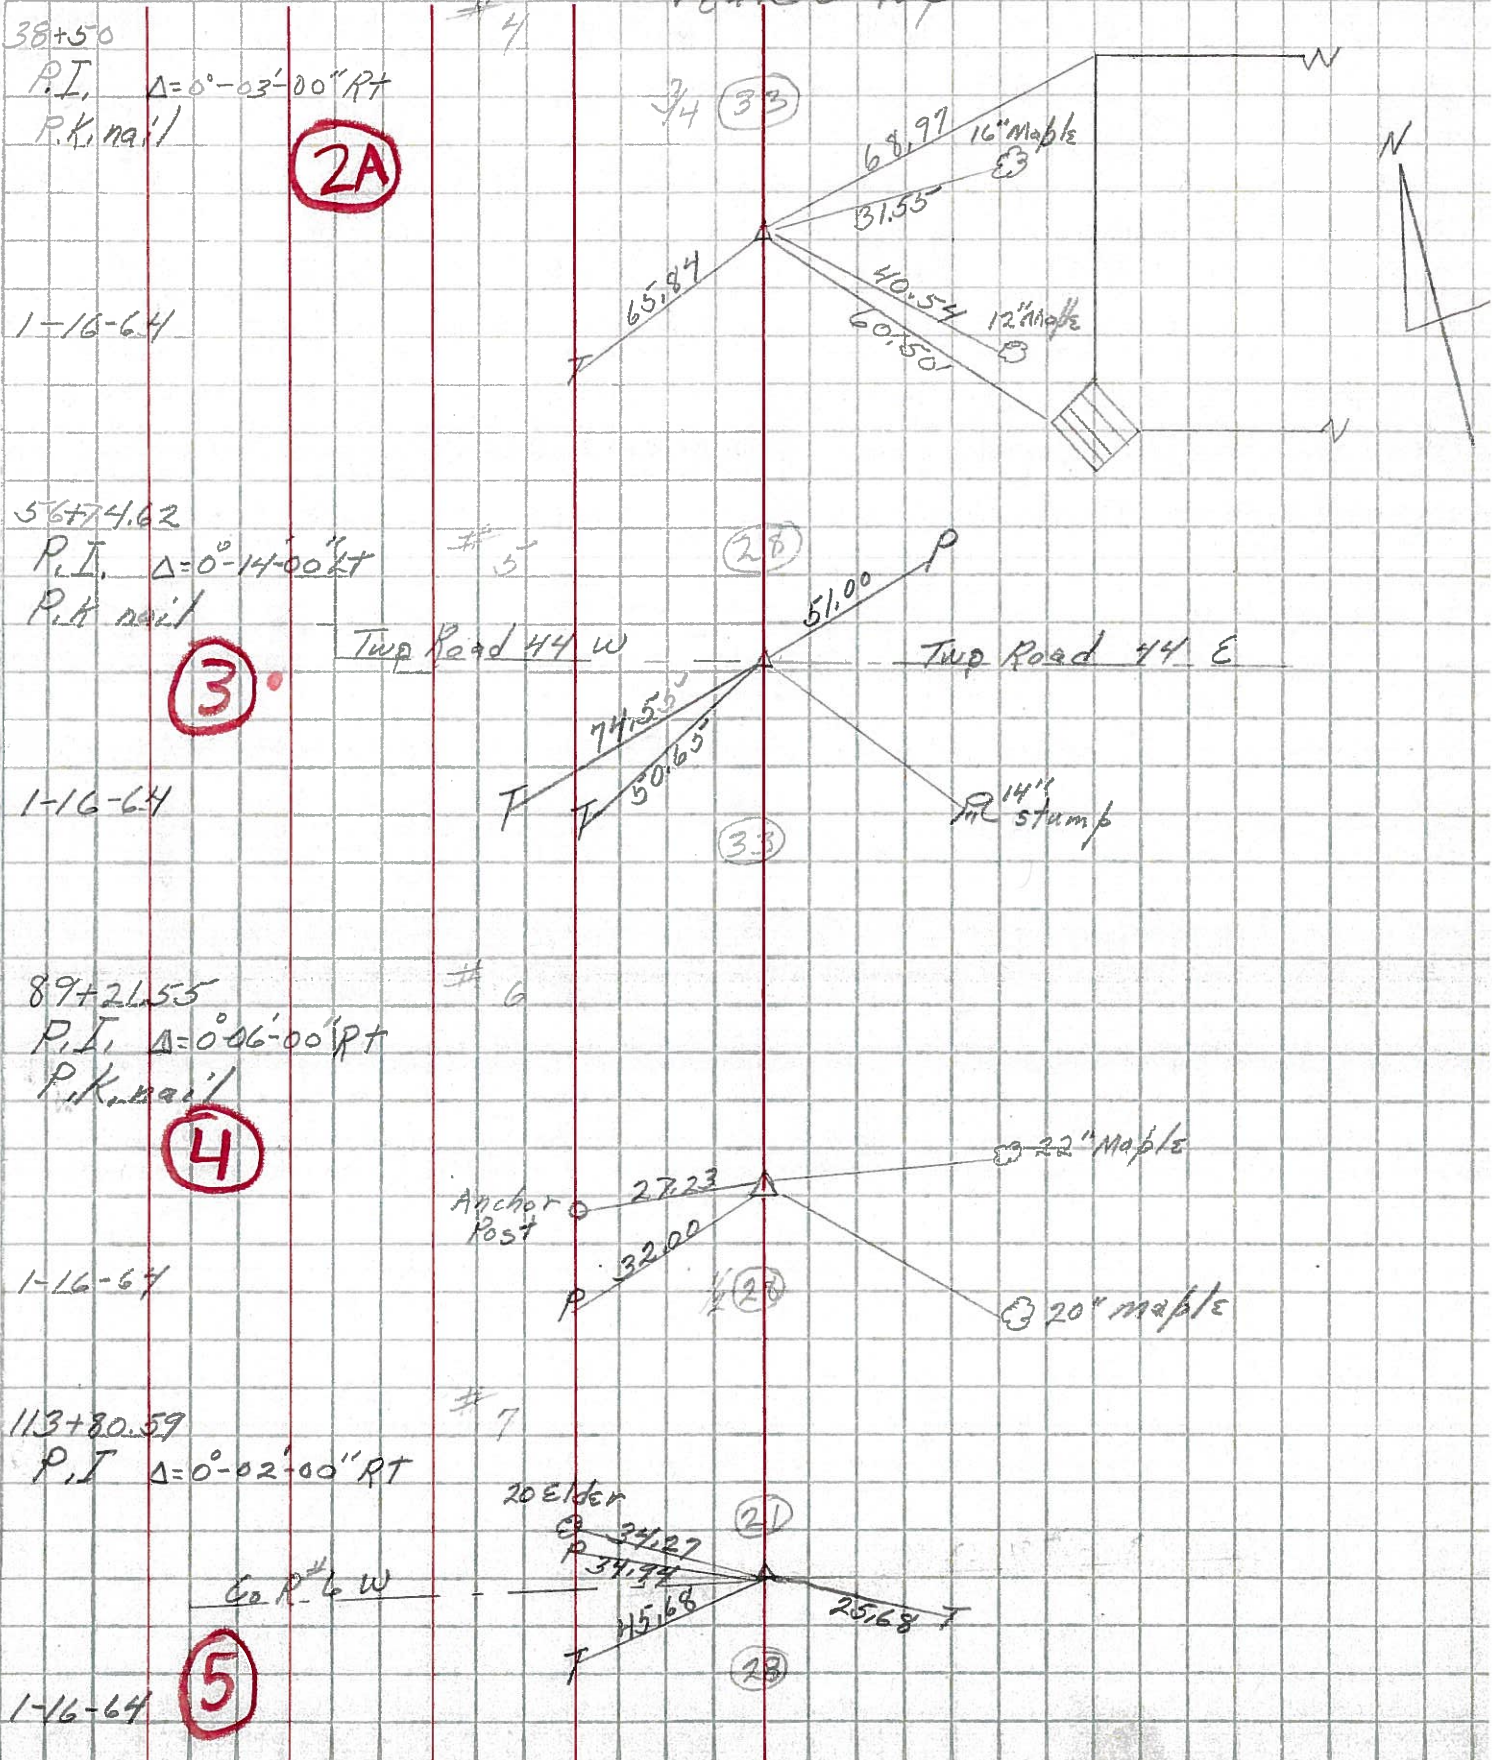 # 4
38+50
P.I. Δ=0°-03'-00" Rt
P.K. nail
2A
3/4 33
68.97
16" Maple
31.55
N
65.84
40.54
12" Maple
60.50
T
1-16-64
56+74.62
P.I. Δ=0°-14'-00" Lt
P.K nail
# 5
28
P
51.00
Twp Road 44 W
Twp Road 44 E
3
74.55
50.65
T
T
14"
stump
1-16-64
33
89+21.55
P.I. Δ=0°06'-00" Rt
P.K. nail
# 6
4
22" Maple
Anchor
Post
27.23
32.00
P
1-16-64
1/2 28
20" maple
113+80.59
P.I Δ=0°-02'-00" RT
# 7
20 Elder
34.27
21
P
34.94
Co R #6 W
45.68
25.68
T
T
5
28
1-16-64